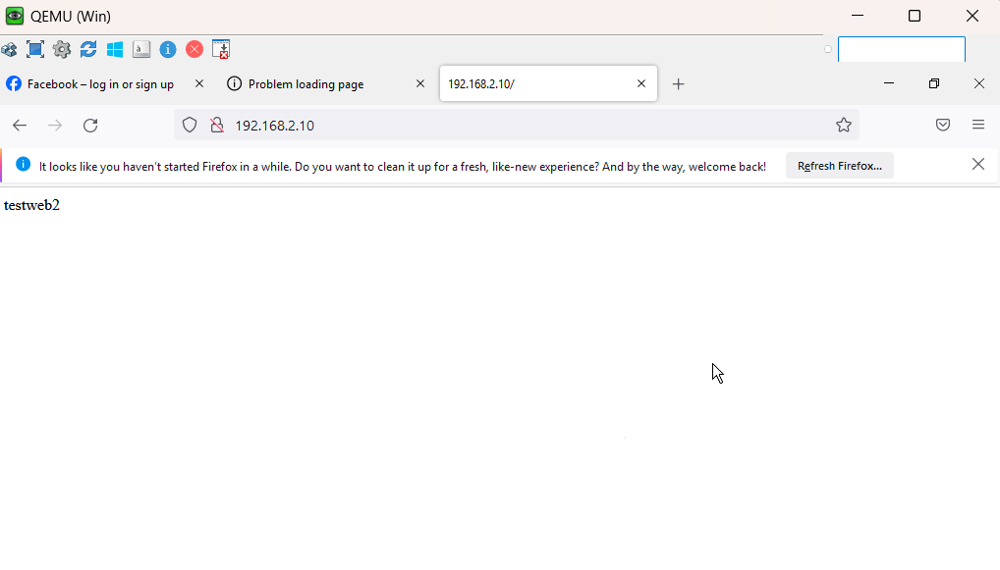 QEMU (Win)
Facebook – log in or sign up
Problem loading page
192.168.2.10/
192.168.2.10
It looks like you haven't started Firefox in a while. Do you want to clean it up for a fresh, like-new experience? And by the way, welcome back!
Refresh Firefox...
testweb2